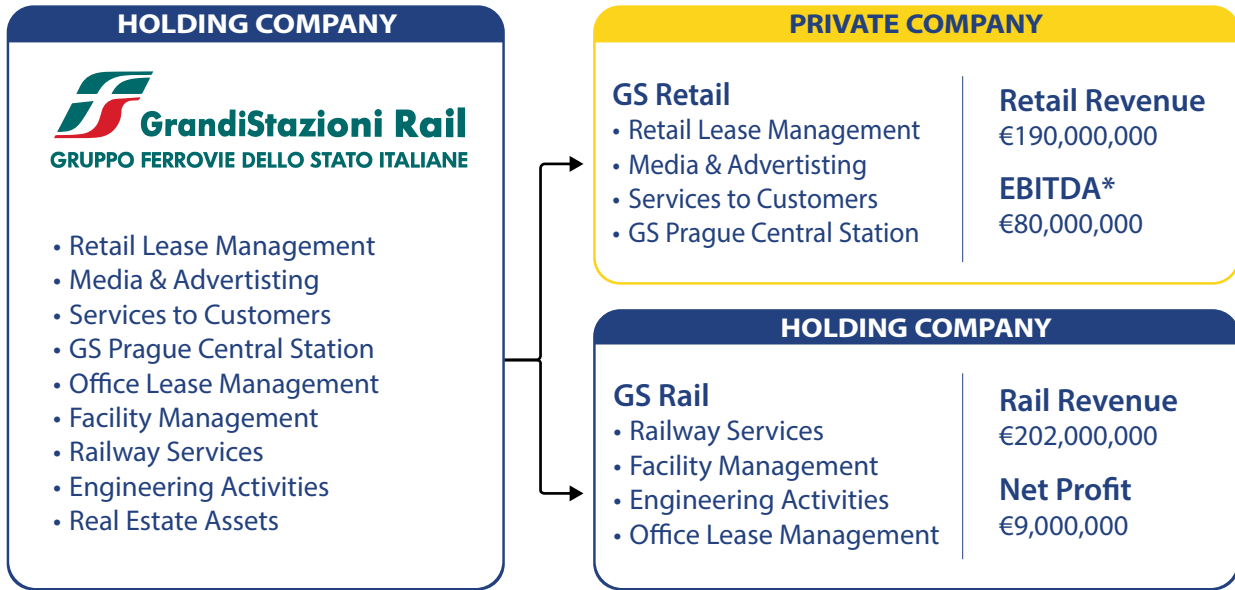 HOLDING COMPANY
GrandiStazioni Rail
GRUPPO FERROVIE DELLO STATO ITALIANE
• Retail Lease Management
• Media & Advertisting
• Services to Customers
• GS Prague Central Station
• Office Lease Management
• Facility Management
• Railway Services
• Engineering Activities
• Real Estate Assets
PRIVATE COMPANY
GS Retail
• Retail Lease Management
• Media & Advertisting
• Services to Customers
• GS Prague Central Station
Retail Revenue
€190,000,000
EBITDA*
€80,000,000
HOLDING COMPANY
GS Rail
• Railway Services
• Facility Management
• Engineering Activities
• Office Lease Management
Rail Revenue
€202,000,000
Net Profit
€9,000,000